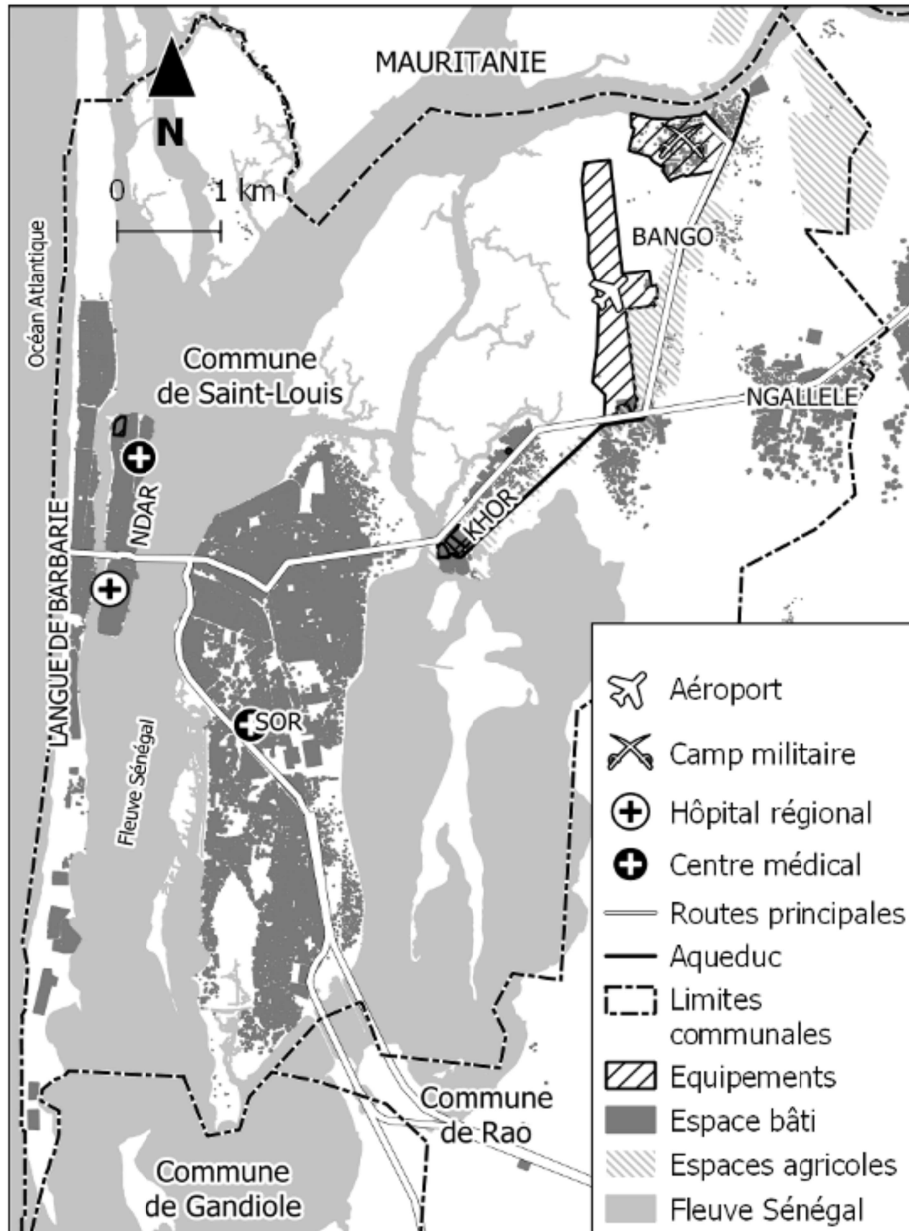 MAURITANIE
N
0 1 km
BANGO
Océan Atlantique
Commune
de Saint-Louis
NGALLELE
NDAR
KHOR
LANGUE DE BARBARIE
SOR
Fleuve Sénégal
Aéroport
Camp militaire
Hôpital régional
Centre médical
Routes principales
Aqueduc
Limites
communales
Equipements
Espace bâti
Espaces agricoles
Fleuve Sénégal
Commune
de Rao
Commune
de Gandiole